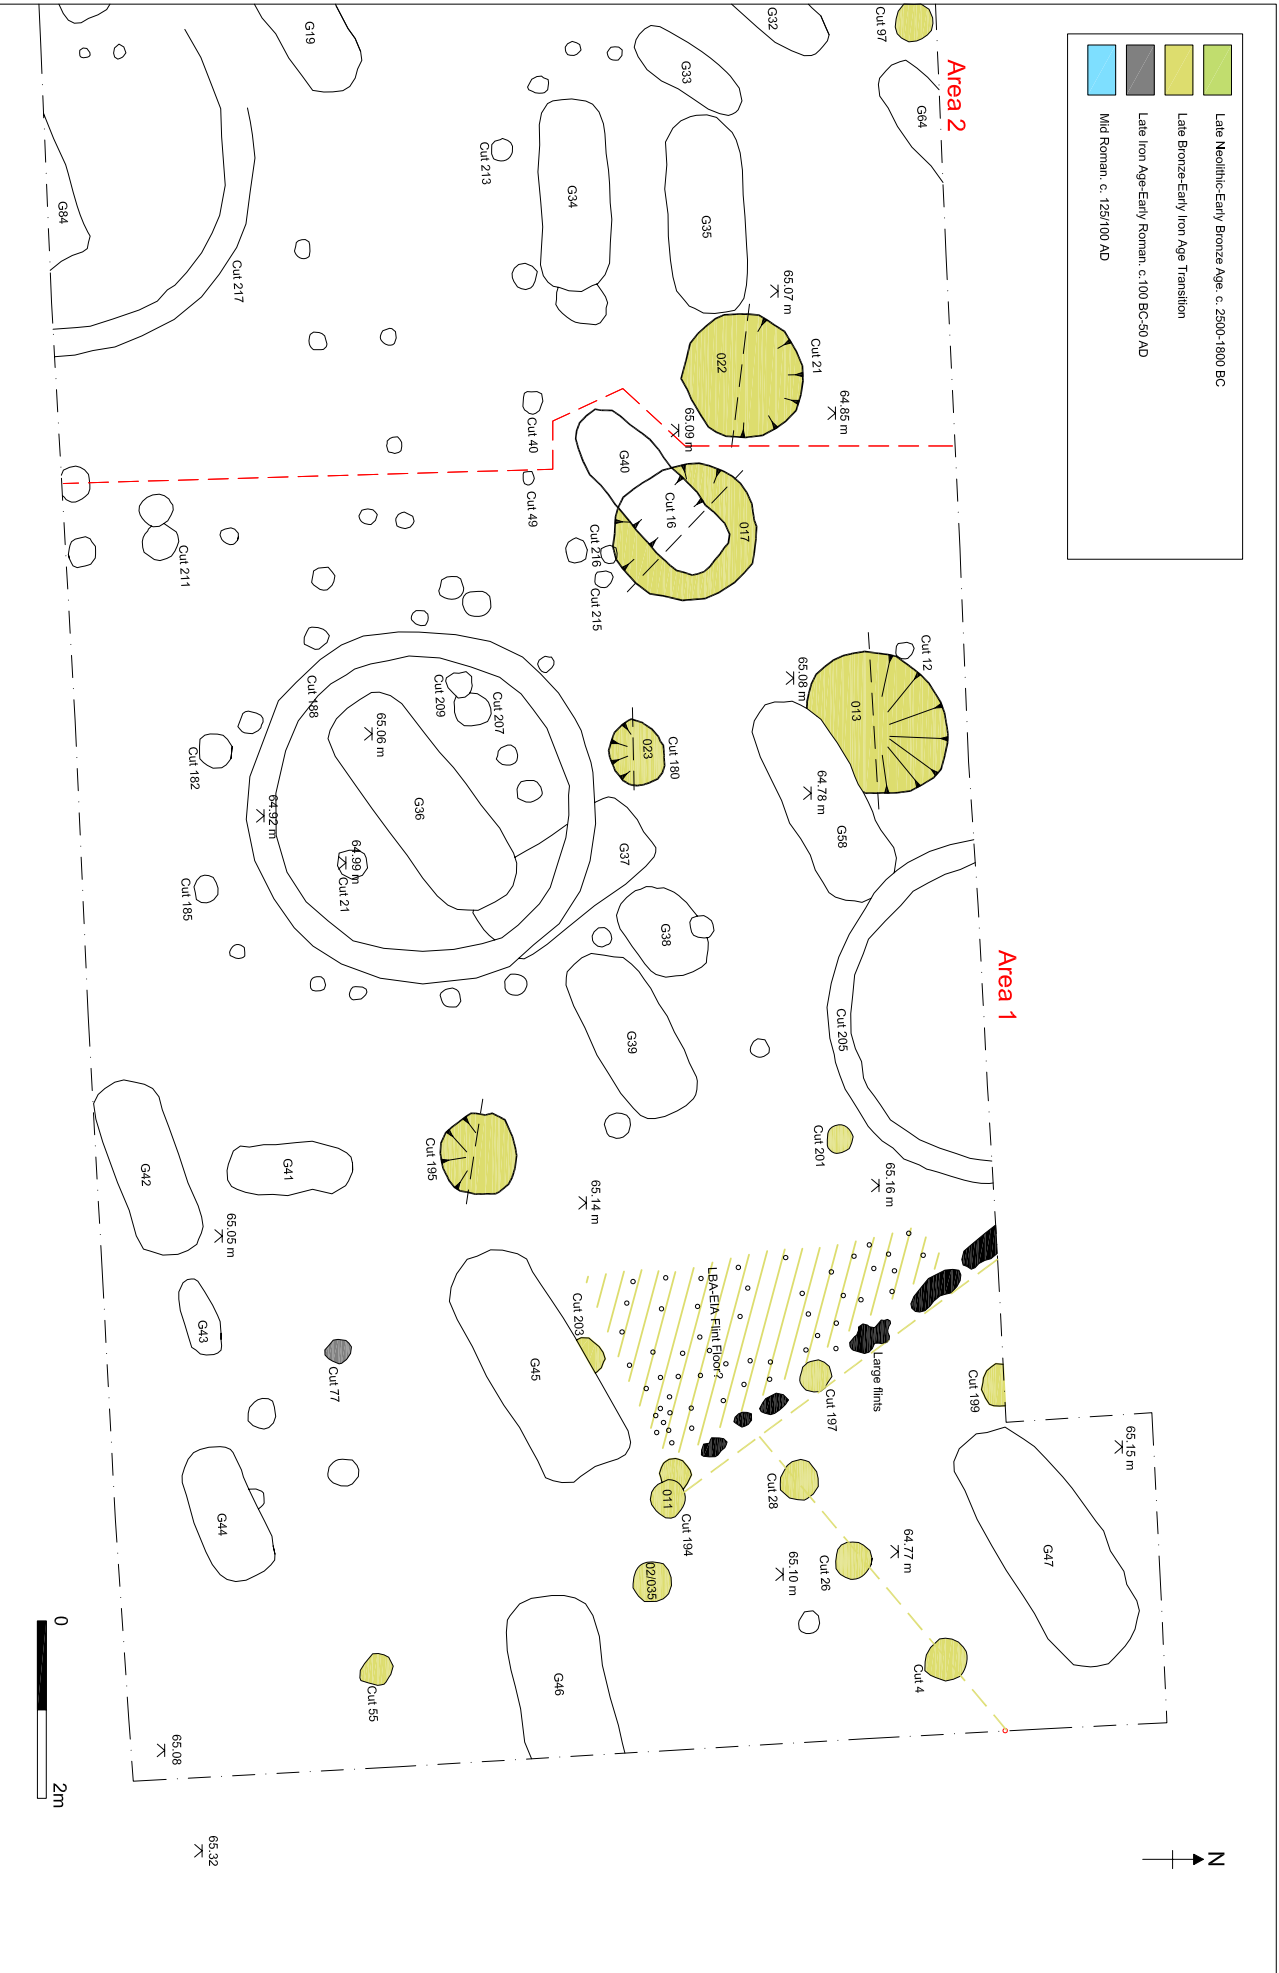 Late Neolithic-Early Bronze Age. c. 2500-1800 BC
Late Bronze-Early Iron Age Transition
Late Iron Age-Early Roman. c.100 BC-50 AD
Mid Roman. c. 125/100 AD
Area 2
Area 1
N
Cut 97
G32
G64
G33
G35
G19
G34
Cut 213
G84
Cut 217
65.07 m
Cut 21
022
64.85 m
65.09 m
Cut 40
G40
Cut 49
Cut 16
017
Cut 216
Cut 215
Cut 211
Cut 12
013
65.08 m
64.78 m
G58
Cut 180
023
Cut 188
Cut 209
Cut 207
65.06 m
G36
Cut 182
64.92 m
64.99 m
Cut 21
Cut 185
G37
G38
G39
Cut 205
Cut 201
65.16 m
65.14 m
Cut 195
G42
G41
65.05 m
G43
Cut 77
G44
G45
Cut 203
LBA-EIA Flint Floor?
Large flints
Cut 197
Cut 199
65.15 m
G47
Cut 28
011
Cut 194
02/035
Cut 26
64.77 m
65.10 m
Cut 4
Cut 55
G46
65.08
65.32
0
2m